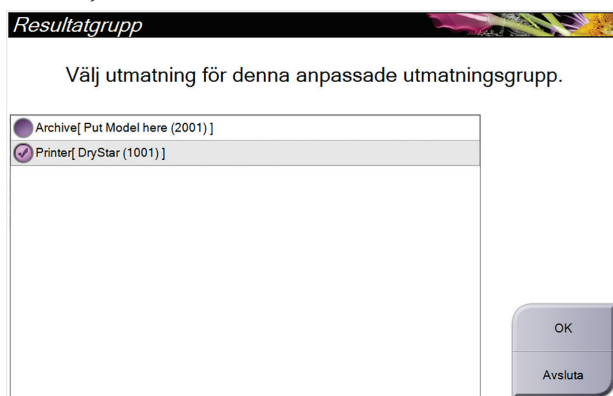 Resultatgrupp
Välj utmatning för denna anpassade utmatningsgrupp.
Archive[ Put Model here (2001) ]
Printer[ DryStar (1001) ]
OK
Avsluta